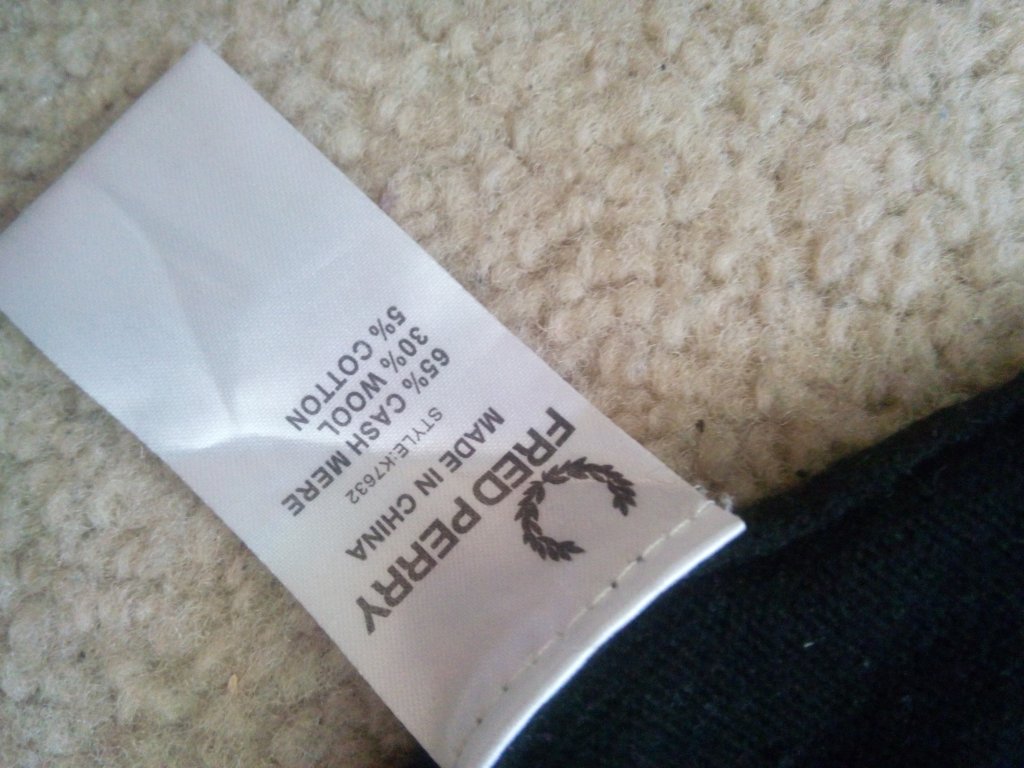 FRED PERRY
MADE IN CHINA
STYLE:K7632
65% CASH MERE
30% WOOL
5% COTTON